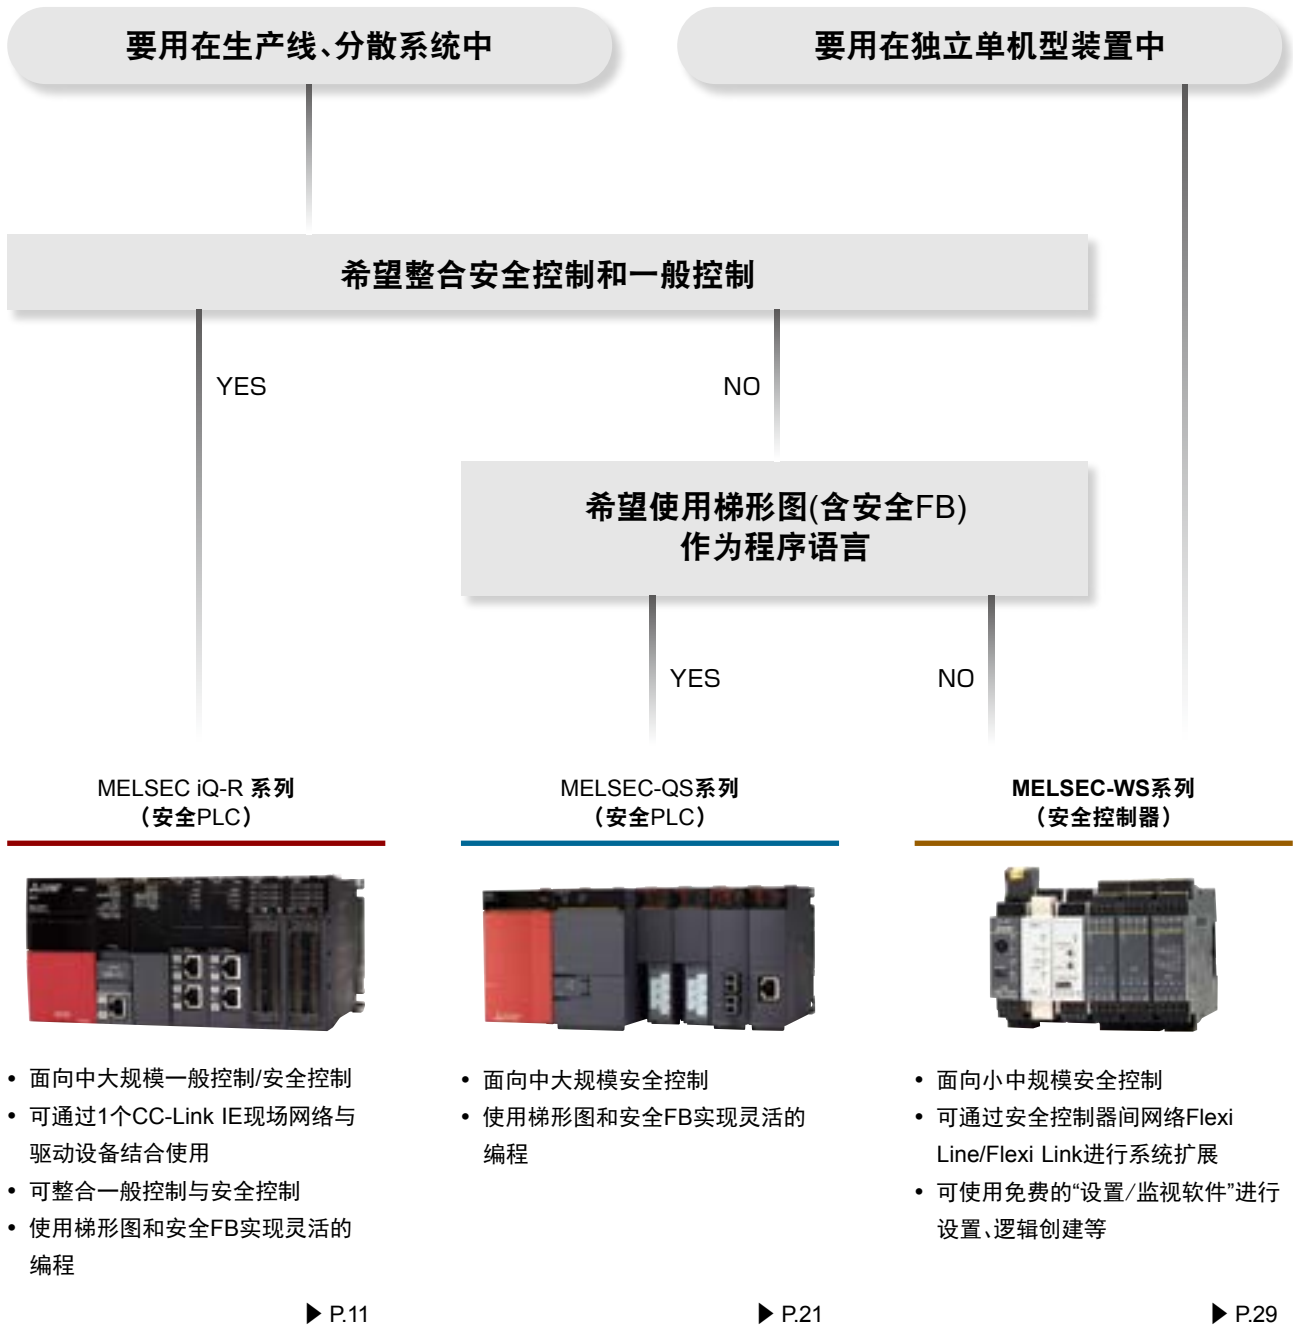 要用在生产线、分散系统中
要用在独立单机型装置中
希望整合安全控制和一般控制
YES
NO
希望使用梯形图(含安全FB)
作为程序语言
YES
NO
MELSEC iQ-R 系列
（安全PLC）
MELSEC-QS系列
（安全PLC）
MELSEC-WS系列
（安全控制器）
• 面向中大规模一般控制/安全控制
• 可通过1个CC-Link IE现场网络与
驱动设备结合使用
• 可整合一般控制与安全控制
• 使用梯形图和安全FB实现灵活的
编程
▶ P.11
• 面向中大规模安全控制
• 使用梯形图和安全FB实现灵活的
编程
▶ P.21
• 面向小中规模安全控制
• 可通过安全控制器间网络Flexi
Line/Flexi Link进行系统扩展
• 可使用免费的“设置/监视软件”进行
设置、逻辑创建等
▶ P.29